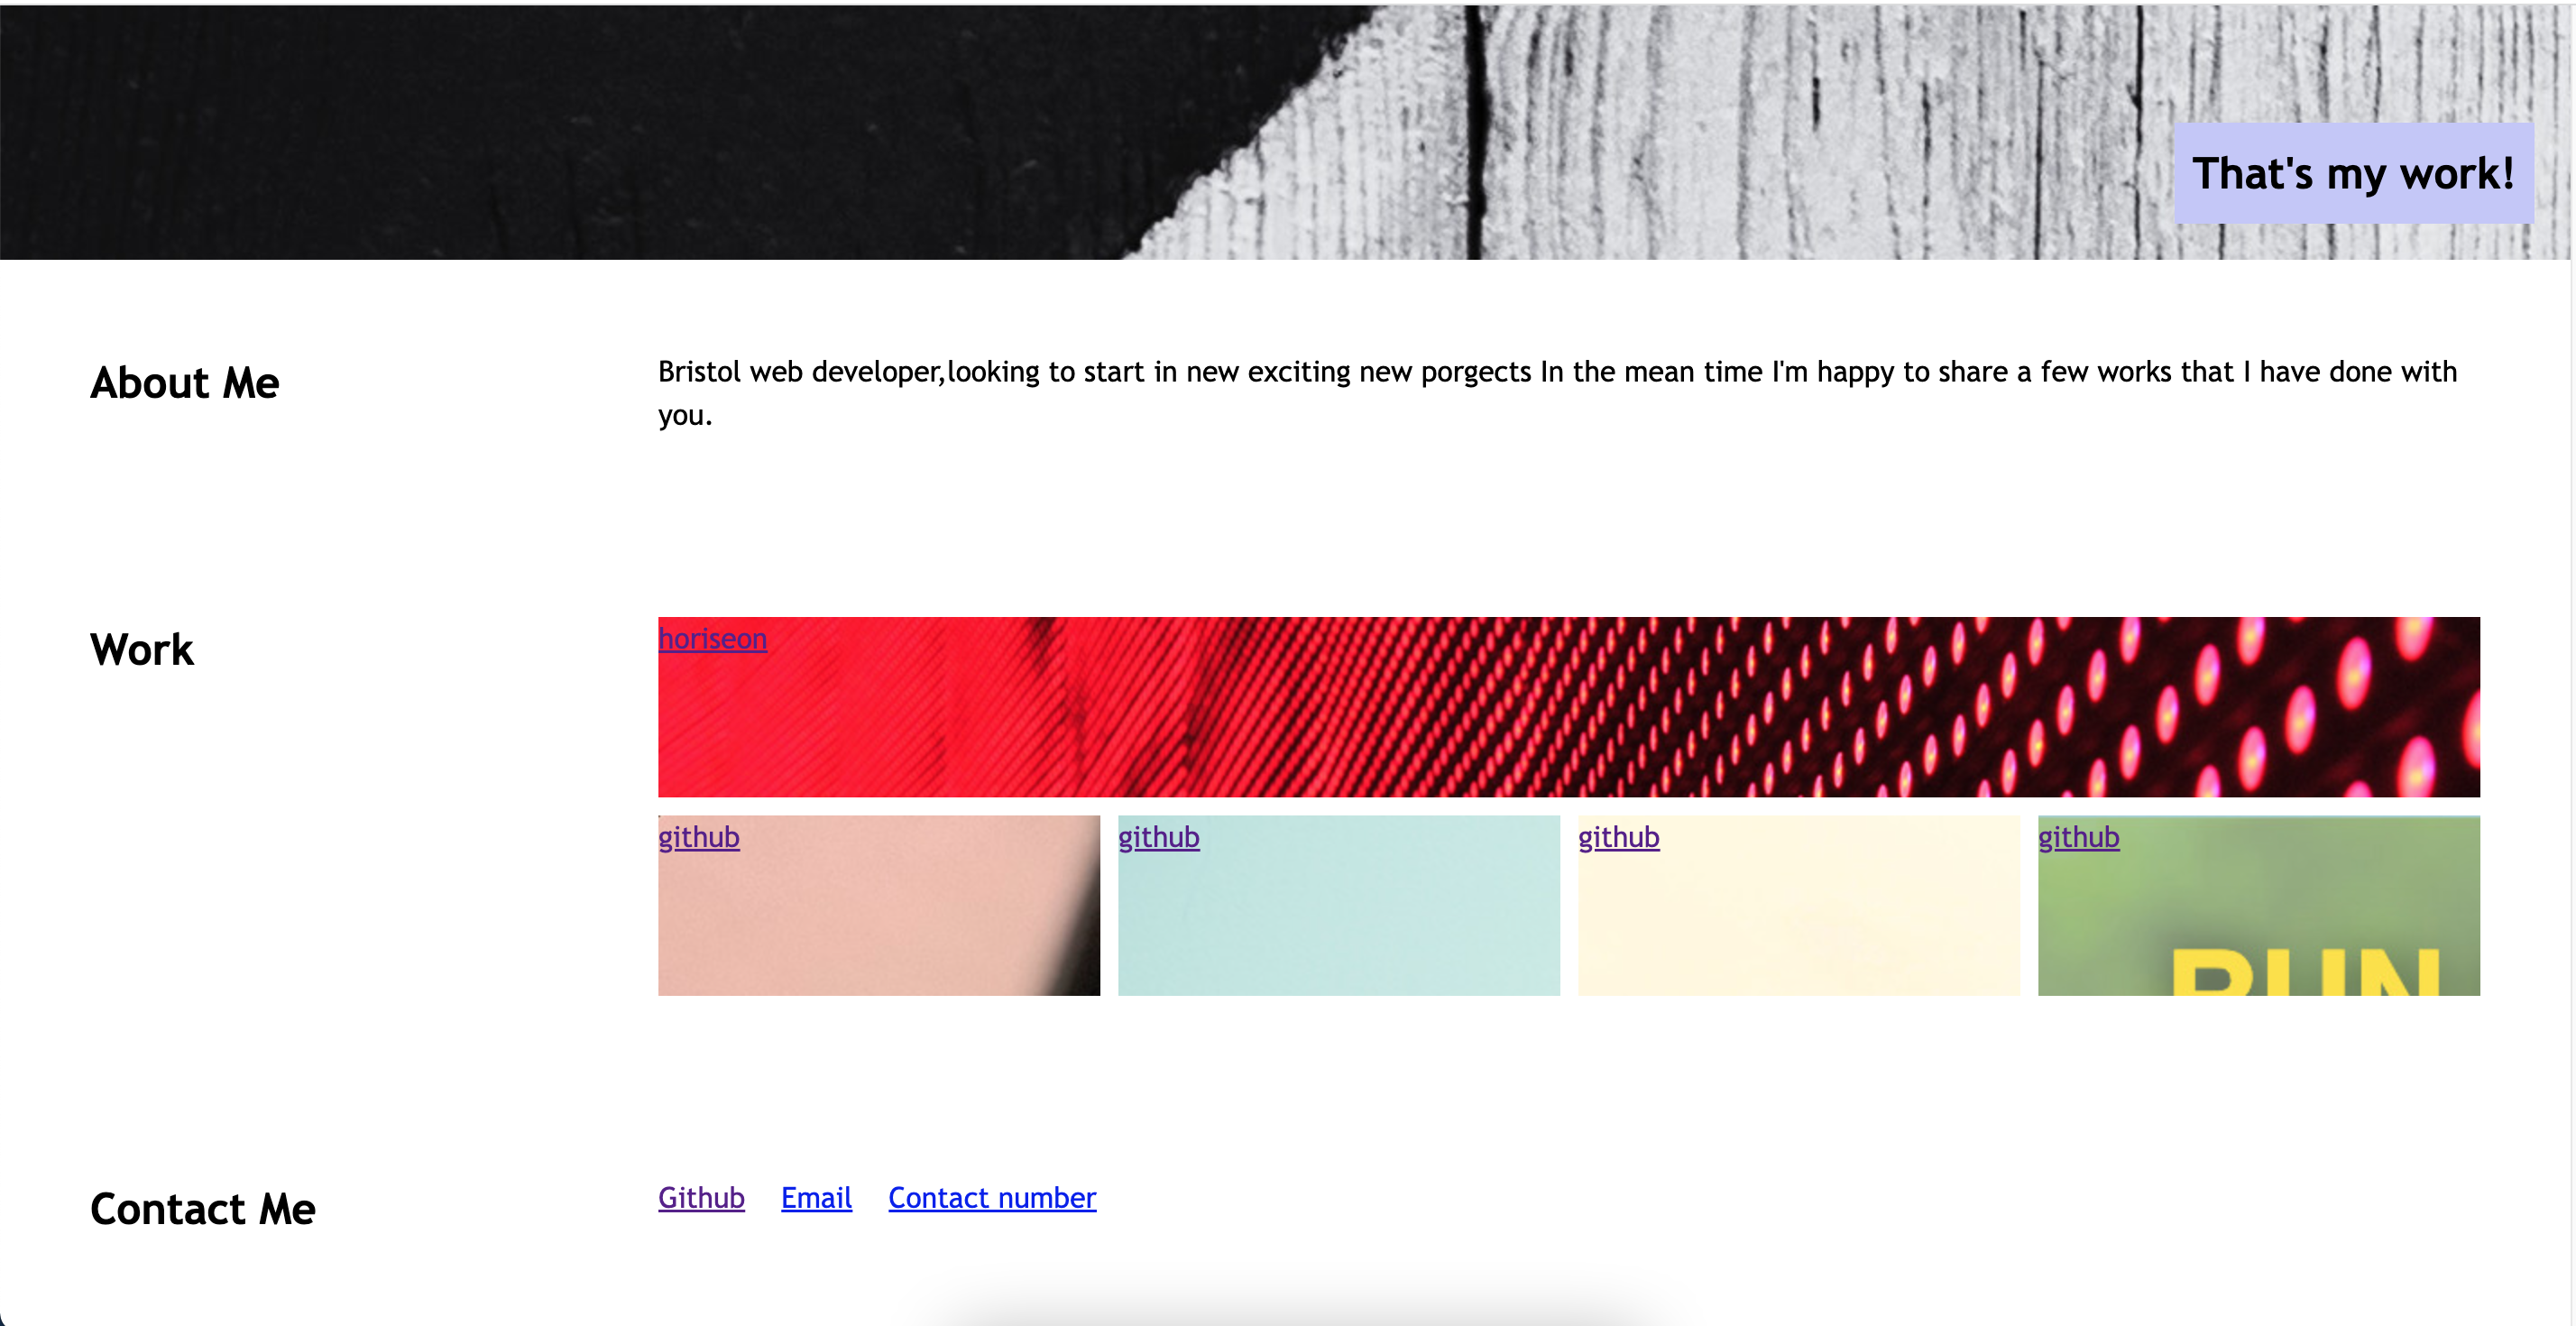 That's my work!
About Me
Bristol web developer,looking to start in new exciting new porgects In the mean time I'm happy to share a few works that I have done with
you.
Work
horiseon
github github github github
RUN
Contact Me
Github Email Contact number